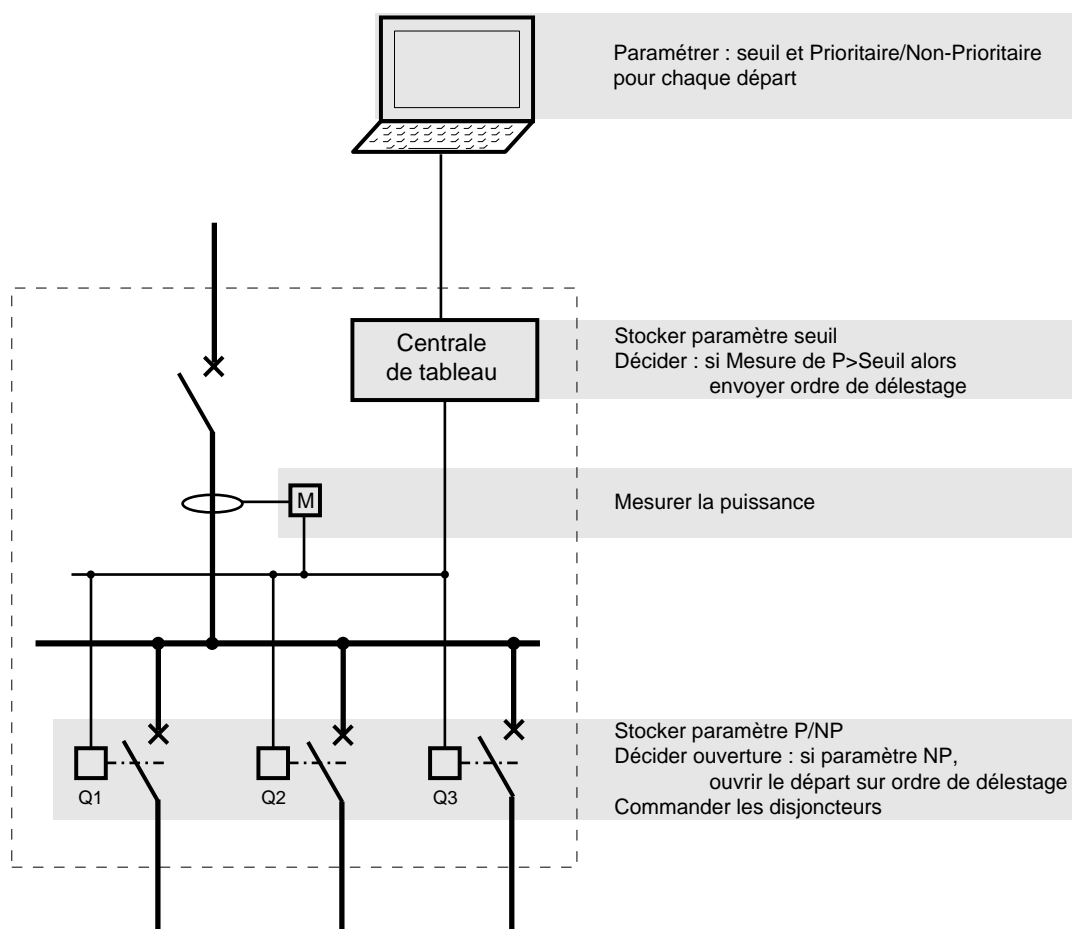 Paramétrer : seuil et Prioritaire/Non-Prioritaire
pour chaque départ
Centrale
de tableau
Stocker paramètre seuil
Décider : si Mesure de P>Seuil alors
envoyer ordre de délestage
M
Mesurer la puissance
Q1
Q2
Q3
Stocker paramètre P/NP
Décider ouverture : si paramètre NP,
ouvrir le départ sur ordre de délestage
Commander les disjoncteurs